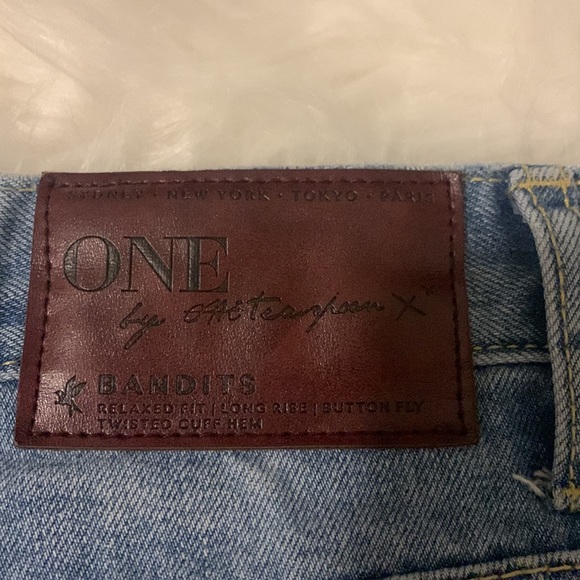 SYDNEY · NEW YORK · TOKYO · PARIS
ONE
by oneteaspoon X
BANDITS
RELAXED FIT | LONG RISE | BUTTON FLY
TWISTED CUFF HEM